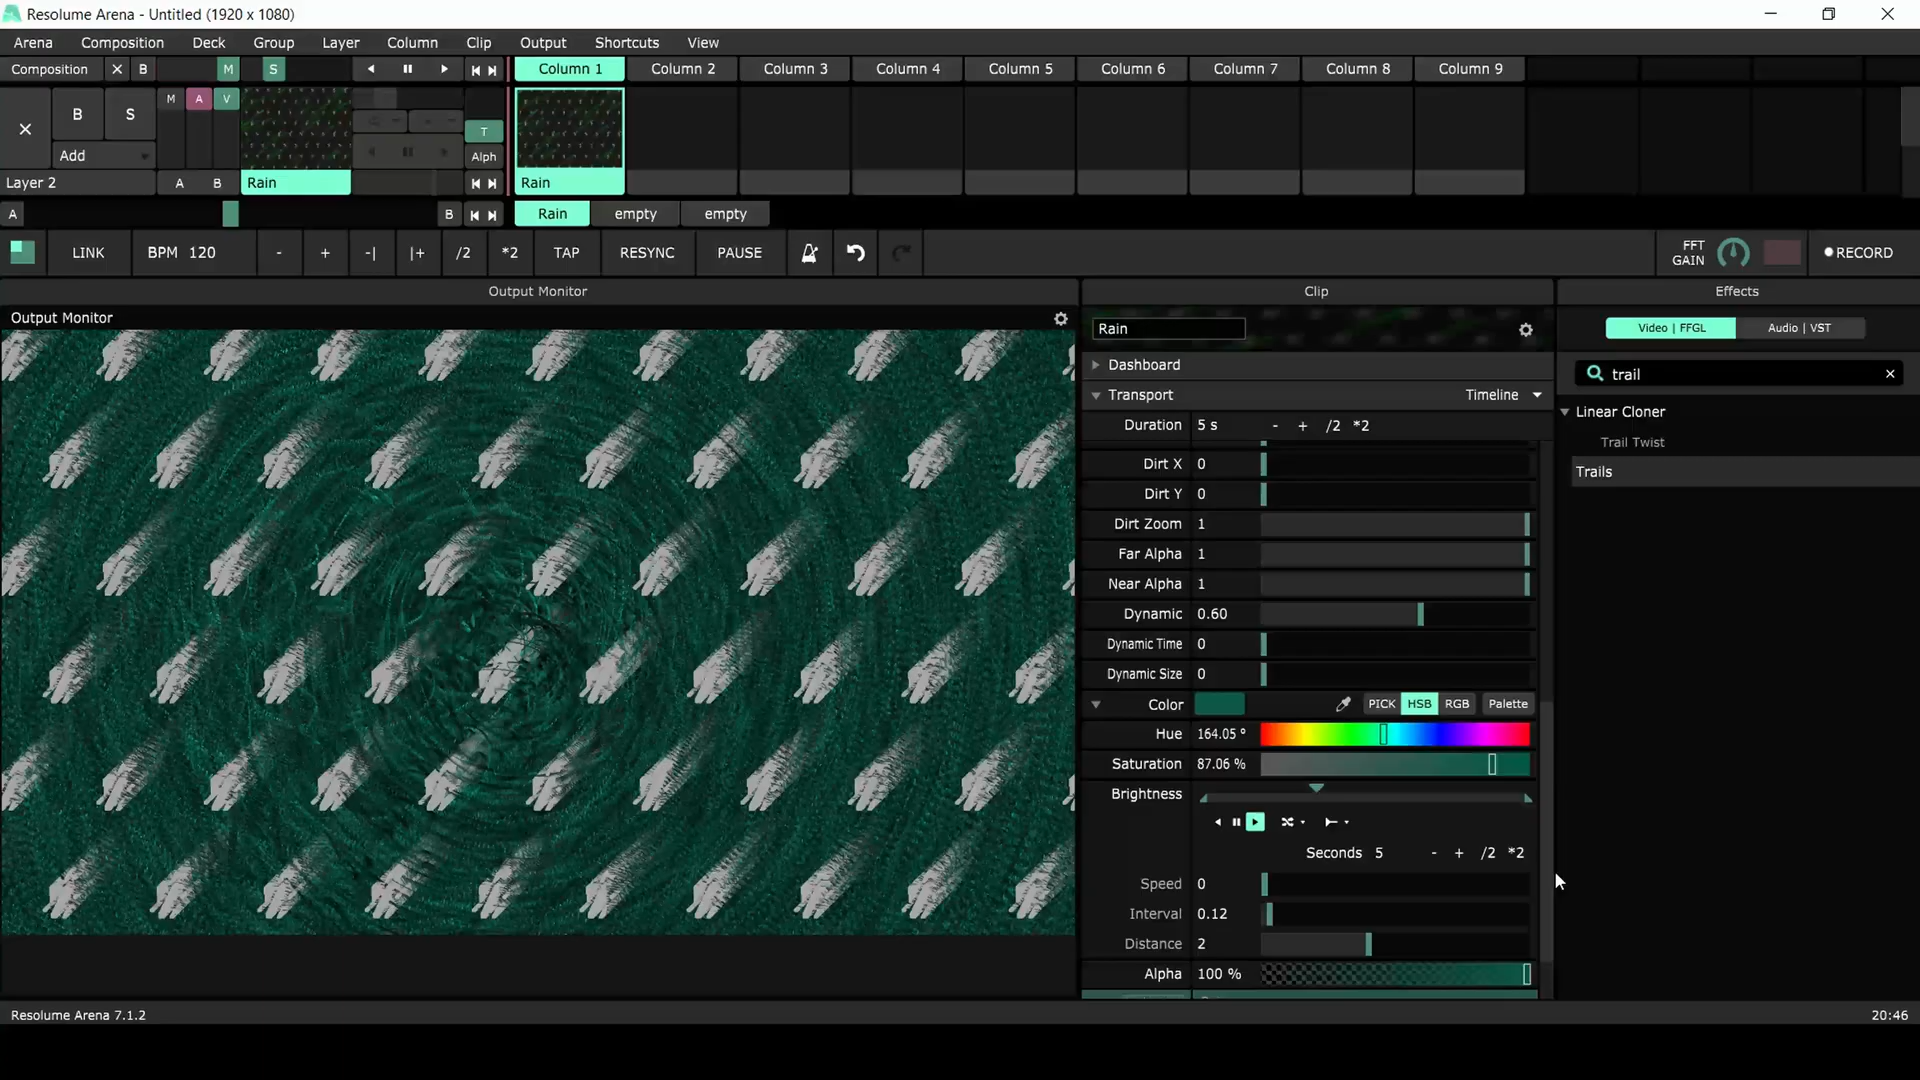 Resolume Arena - Untitled (1920 x 1080)
Arena Composition Deck Group Layer Column Clip Output Shortcuts View
Composition X B M S Column 1 Column 2 Column 3 Column 4 Column 5 Column 6 Column 7 Column 8 Column 9
B S M A V T
Add Alph
Layer 2 A B Rain Rain
A B Rain empty empty
LINK BPM 120 - + -| |+ /2 *2 TAP RESYNC PAUSE FFT GAIN RECORD
Output Monitor Clip Effects
Output Monitor
Rain
Video | FFGL Audio | VST
Dashboard
trail
Transport Timeline
Linear Cloner
Duration 5 s - + /2 *2
Trail Twist
Dirt X 0
Trails
Dirt Y 0
Dirt Zoom 1
Far Alpha 1
Near Alpha 1
Dynamic 0.60
Dynamic Time 0
Dynamic Size 0
Color PICK HSB RGB Palette
Hue 164.05 °
Saturation 87.06 %
Brightness
Seconds 5 - + /2 *2
Speed 0
Interval 0.12
Distance 2
Alpha 100 %
Resolume Arena 7.1.2 20:46